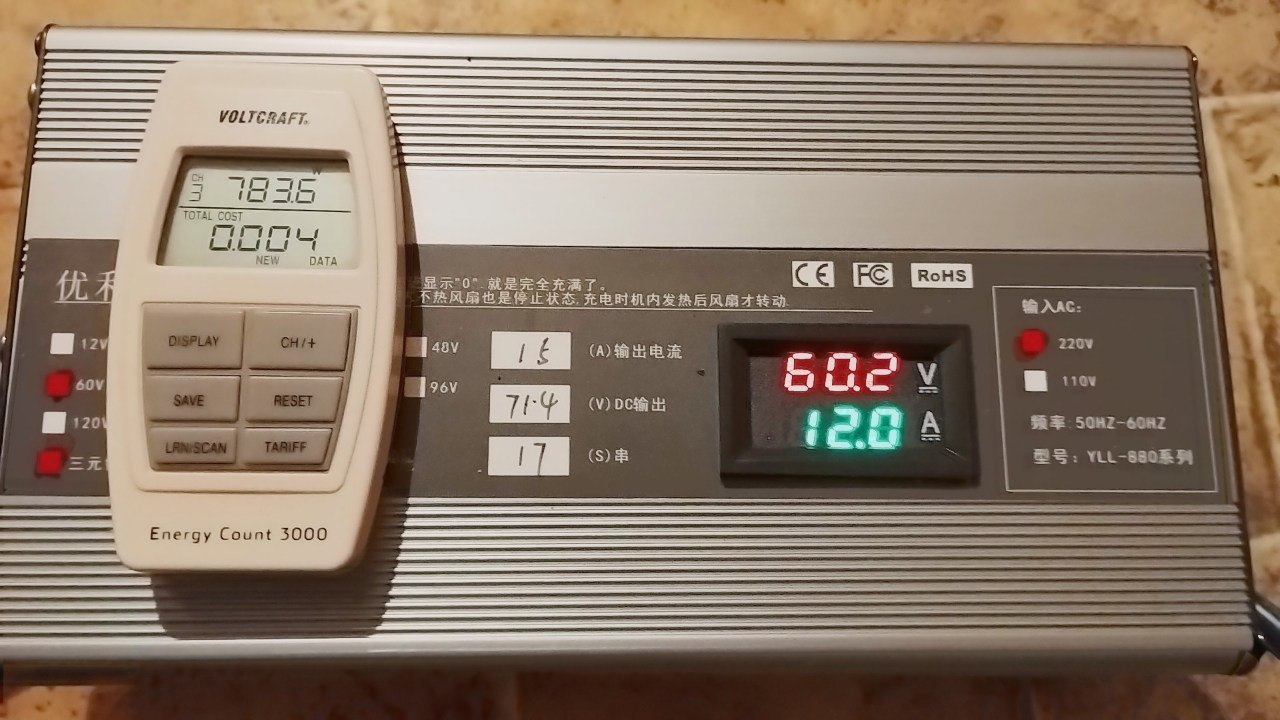 VOLTCRAFT®
CH
3
783.6
W
TOTAL COST
0.004
NEW DATA
DISPLAY
CH/+
SAVE
RESET
LRN/SCAN
TARIFF
Energy Count 3000
优利
12V
60V
120V
三元
显示"0" 就是完全充满了。
不热风扇也是停止状态.充电时机内发热后风扇才转动.
48V
96V
15 (A)输出电流
71.4 (V)DC输出
17 (S)串
60.2 V
12.0 A
CE FC RoHS
输入AC:
220V
110V
频率:50HZ-60HZ
型号: YLL-880系列